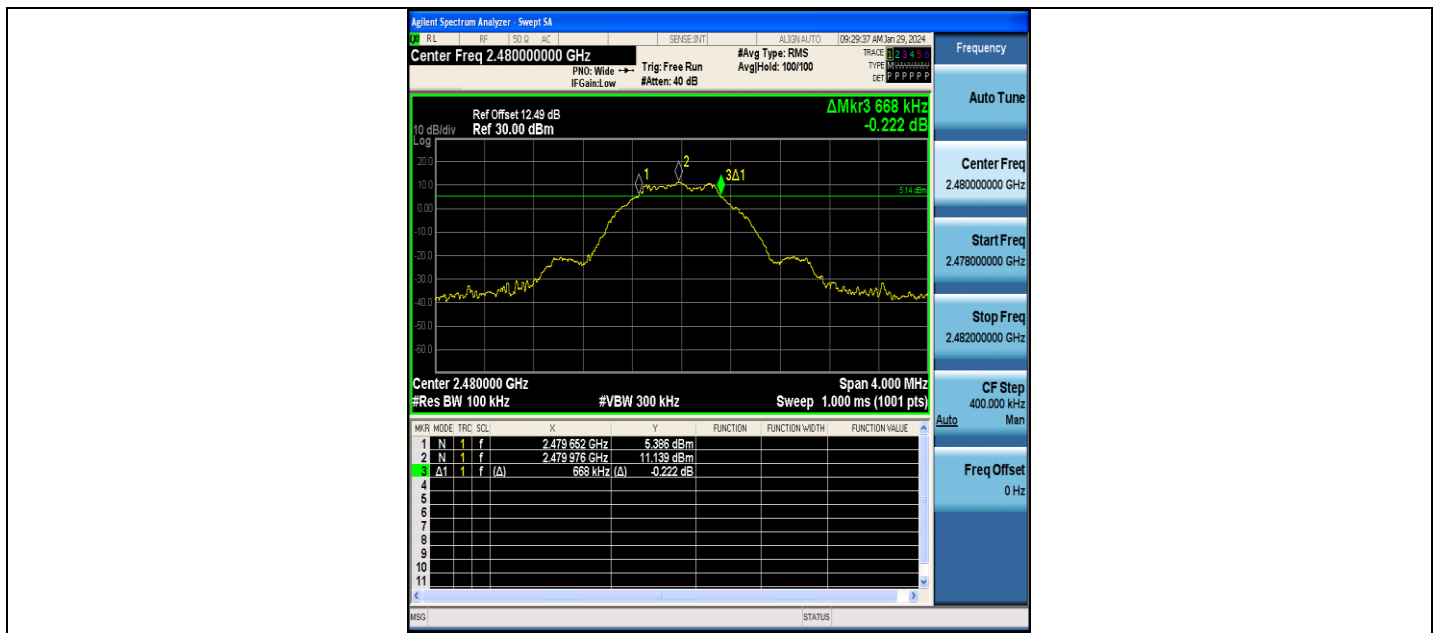 Agilent Spectrum Analyzer - Swept SA
RL RF 50 Ω AC SENSE:INT ALIGNAUTO 09:29:37 AM Jan 29, 2024
Center Freq 2.480000000 GHz
PNO: Wide
IFGain:Low
Trig: Free Run
#Atten: 40 dB
#Avg Type: RMS
Avg|Hold: 100/100
TRACE 1 2 3 4 5 6
TYPE M
DET P P P P P P
Frequency
Auto Tune
Center Freq
2.480000000 GHz
Start Freq
2.478000000 GHz
Stop Freq
2.482000000 GHz
CF Step
400.000 kHz
Auto Man
Freq Offset
0 Hz
ΔMkr3 668 kHz
-0.222 dB
Ref Offset 12.49 dB
10 dB/div Ref 30.00 dBm
Log
20.0
10.0
0.00
-10.0
-20.0
-30.0
-40.0
-50.0
-60.0
1
2
3Δ1
5.14 dBm
Center 2.480000 GHz Span 4.000 MHz
#Res BW 100 kHz #VBW 300 kHz Sweep 1.000 ms (1001 pts)
MKR MODE TRC SCL X Y FUNCTION FUNCTION WIDTH FUNCTION VALUE
1 N 1 f 2.479 652 GHz 5.386 dBm
2 N 1 f 2.479 976 GHz 11.139 dBm
3 Δ1 1 f (Δ) 668 kHz (Δ) -0.222 dB
4
5
6
7
8
9
10
11
MSG STATUS